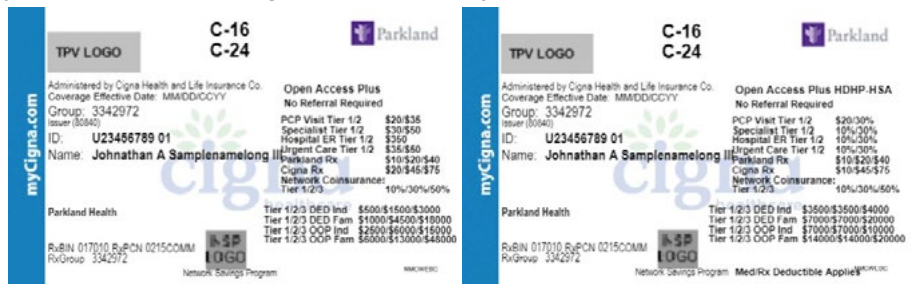 C-16
C-24
TPV LOGO
Parkland
Administered by Cigna Health and Life Insurance Co.
Coverage Effective Date: MM/DD/CCYY
Group: 3342972
Issuer (80840)
ID: U23456789 01
Name: Johnathan A Samplenamelong III
myCigna.com
Cigna
healthcare
Open Access Plus
No Referral Required
PCP Visit Tier 1/2 $20/$35
Specialist Tier 1/2 $30/$50
Hospital ER Tier 1/2 $350
Urgent Care Tier 1/2 $35/$50
Parkland Rx $10/$20/$40
Cigna Rx $20/$45/$75
Network Coinsurance:
Tier 1/2/3 10%/30%/50%
Parkland Health
Tier 1/2/3 DED Ind $500/$1500/$3000
Tier 1/2/3 DED Fam $1000/$4500/$18000
Tier 1/2/3 OOP Ind $2500/$6000/$15000
Tier 1/2/3 OOP Fam $6000/$13000/$45000
RxBIN 017010 RxPCN 0215COMM
RxGroup 3342972
LOGO
Network Savings Program
C-16
C-24
TPV LOGO
Parkland
Administered by Cigna Health and Life Insurance Co.
Coverage Effective Date: MM/DD/CCYY
Group: 3342972
Issuer (80840)
ID: U23456789 01
Name: Johnathan A Samplenamelong III
myCigna.com
Cigna
healthcare
Open Access Plus HDHP-HSA
No Referral Required
PCP Visit Tier 1/2 $20/30%
Specialist Tier 1/2 10%/30%
Hospital ER Tier 1/2 10%/30%
Urgent Care Tier 1/2 10%/30%
Parkland Rx $10/$20/$40
Cigna Rx $10/$45/$75
Network Coinsurance:
Tier 1/2/3 10%/30%/50%
Parkland Health
Tier 1/2/3 DED Ind $3500/$3500/$4000
Tier 1/2/3 DED Fam $7000/$7000/$20000
Tier 1/2/3 OOP Ind $7000/$7000/$10000
Tier 1/2/3 OOP Fam $14000/$14000/$20000
RxBIN 017010 RxPCN 0215COMM
RxGroup 3342972
LOGO
Network Savings Program
Med/Rx Deductible Applies